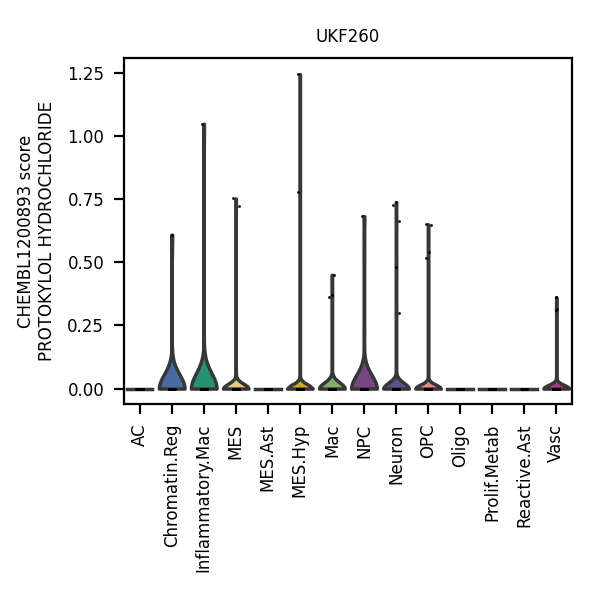 UKF260
CHEMBL1200893 score
PROTOKYLOL HYDROCHLORIDE
1.25
1.00
0.75
0.50
0.25
0.00
AC
Chromatin.Reg
Inflammatory.Mac
MES
MES.Ast
MES.Hyp
Mac
NPC
Neuron
OPC
Oligo
Prolif.Metab
Reactive.Ast
Vasc